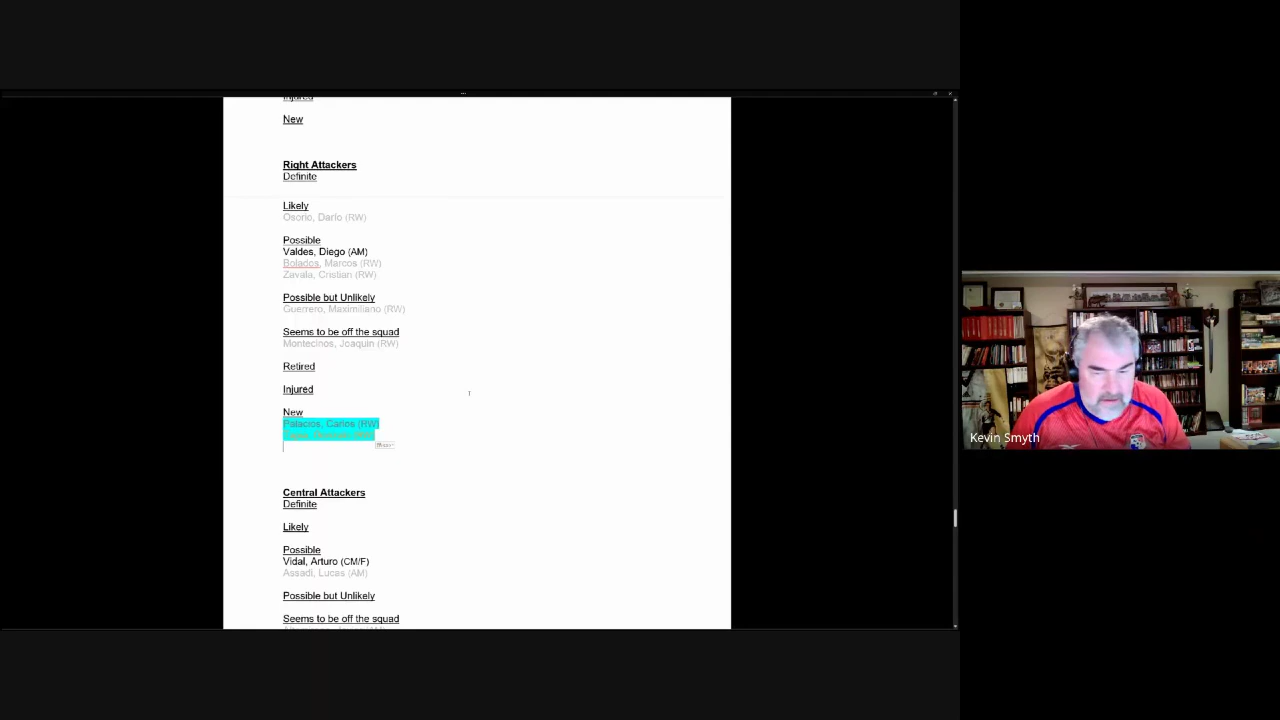 Injured
New
Right Attackers
Definite
Likely
Osorio, Darío (RW)
Possible
Valdes, Diego (AM)
Bolados, Marcos (RW)
Zavala, Cristian (RW)
Possible but Unlikely
Guerrero, Maximiliano (RW)
Seems to be off the squad
Montecinos, Joaquin (RW)
Retired
Injured
New
Palacios, Carlos (RW)
Central Attackers
Definite
Likely
Possible
Vidal, Arturo (CM/F)
Assadi, Lucas (AM)
Possible but Unlikely
Seems to be off the squad
Kevin Smyth